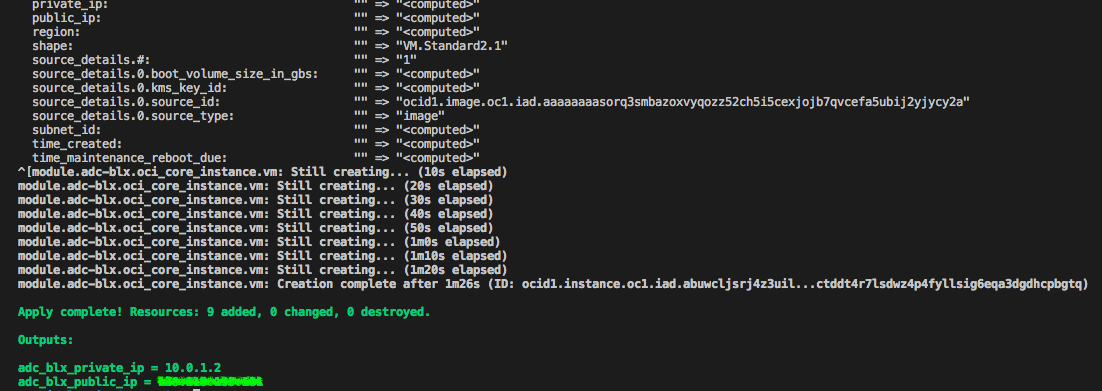 private_ip: "" => "<computed>"
public_ip: "" => "<computed>"
region: "" => "<computed>"
shape: "" => "VM.Standard2.1"
source_details.#: "" => "1"
source_details.0.boot_volume_size_in_gbs: "" => "<computed>"
source_details.0.kms_key_id: "" => "<computed>"
source_details.0.source_id: "" => "ocid1.image.oc1.iad.aaaaaaaasorq3smbazoxvyqozz52ch5i5cexjojb7qvcefa5ubij2yjycy2a"
source_details.0.source_type: "" => "image"
subnet_id: "" => "<computed>"
time_created: "" => "<computed>"
time_maintenance_reboot_due: "" => "<computed>"
^[module.adc-blx.oci_core_instance.vm: Still creating... (10s elapsed)
module.adc-blx.oci_core_instance.vm: Still creating... (20s elapsed)
module.adc-blx.oci_core_instance.vm: Still creating... (30s elapsed)
module.adc-blx.oci_core_instance.vm: Still creating... (40s elapsed)
module.adc-blx.oci_core_instance.vm: Still creating... (50s elapsed)
module.adc-blx.oci_core_instance.vm: Still creating... (1m0s elapsed)
module.adc-blx.oci_core_instance.vm: Still creating... (1m10s elapsed)
module.adc-blx.oci_core_instance.vm: Still creating... (1m20s elapsed)
module.adc-blx.oci_core_instance.vm: Creation complete after 1m26s (ID: ocid1.instance.oc1.iad.abuwcljsrj4z3uil...ctddt4r7lsdwz4p4fyllsig6eqa3dgdhcpbgtq)
Apply complete! Resources: 9 added, 0 changed, 0 destroyed.
Outputs:
adc_blx_private_ip = 10.0.1.2
adc_blx_public_ip =